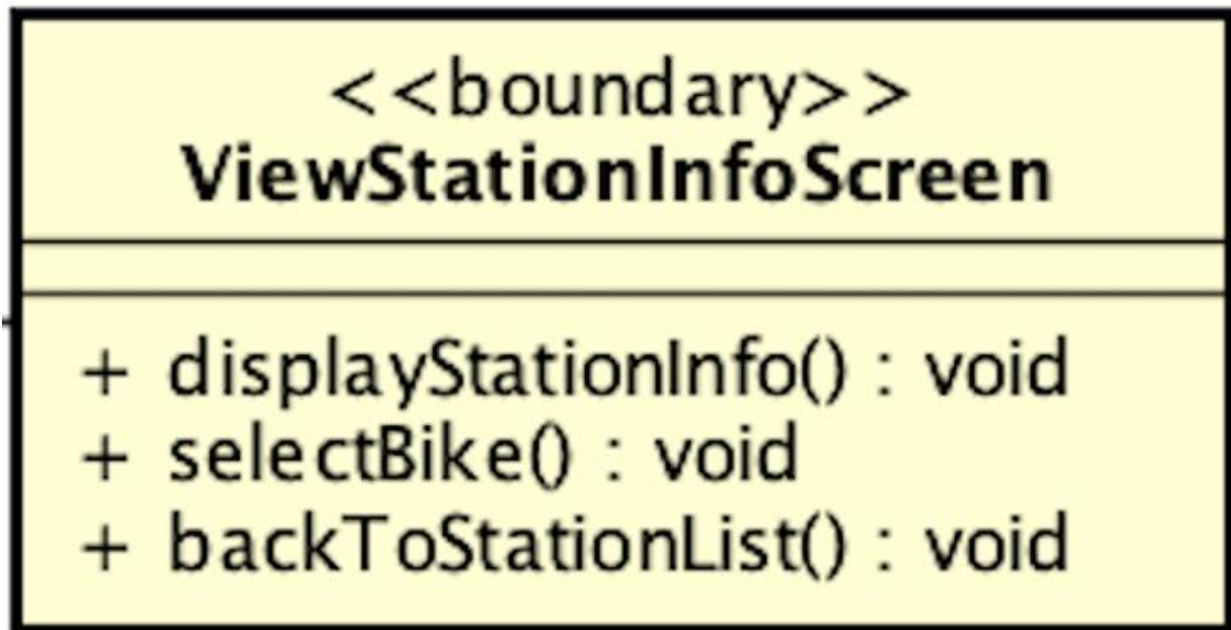 <<boundary>>
ViewStationInfoScreen
+ displayStationInfo() : void
+ selectBike() : void
+ backToStationList() : void